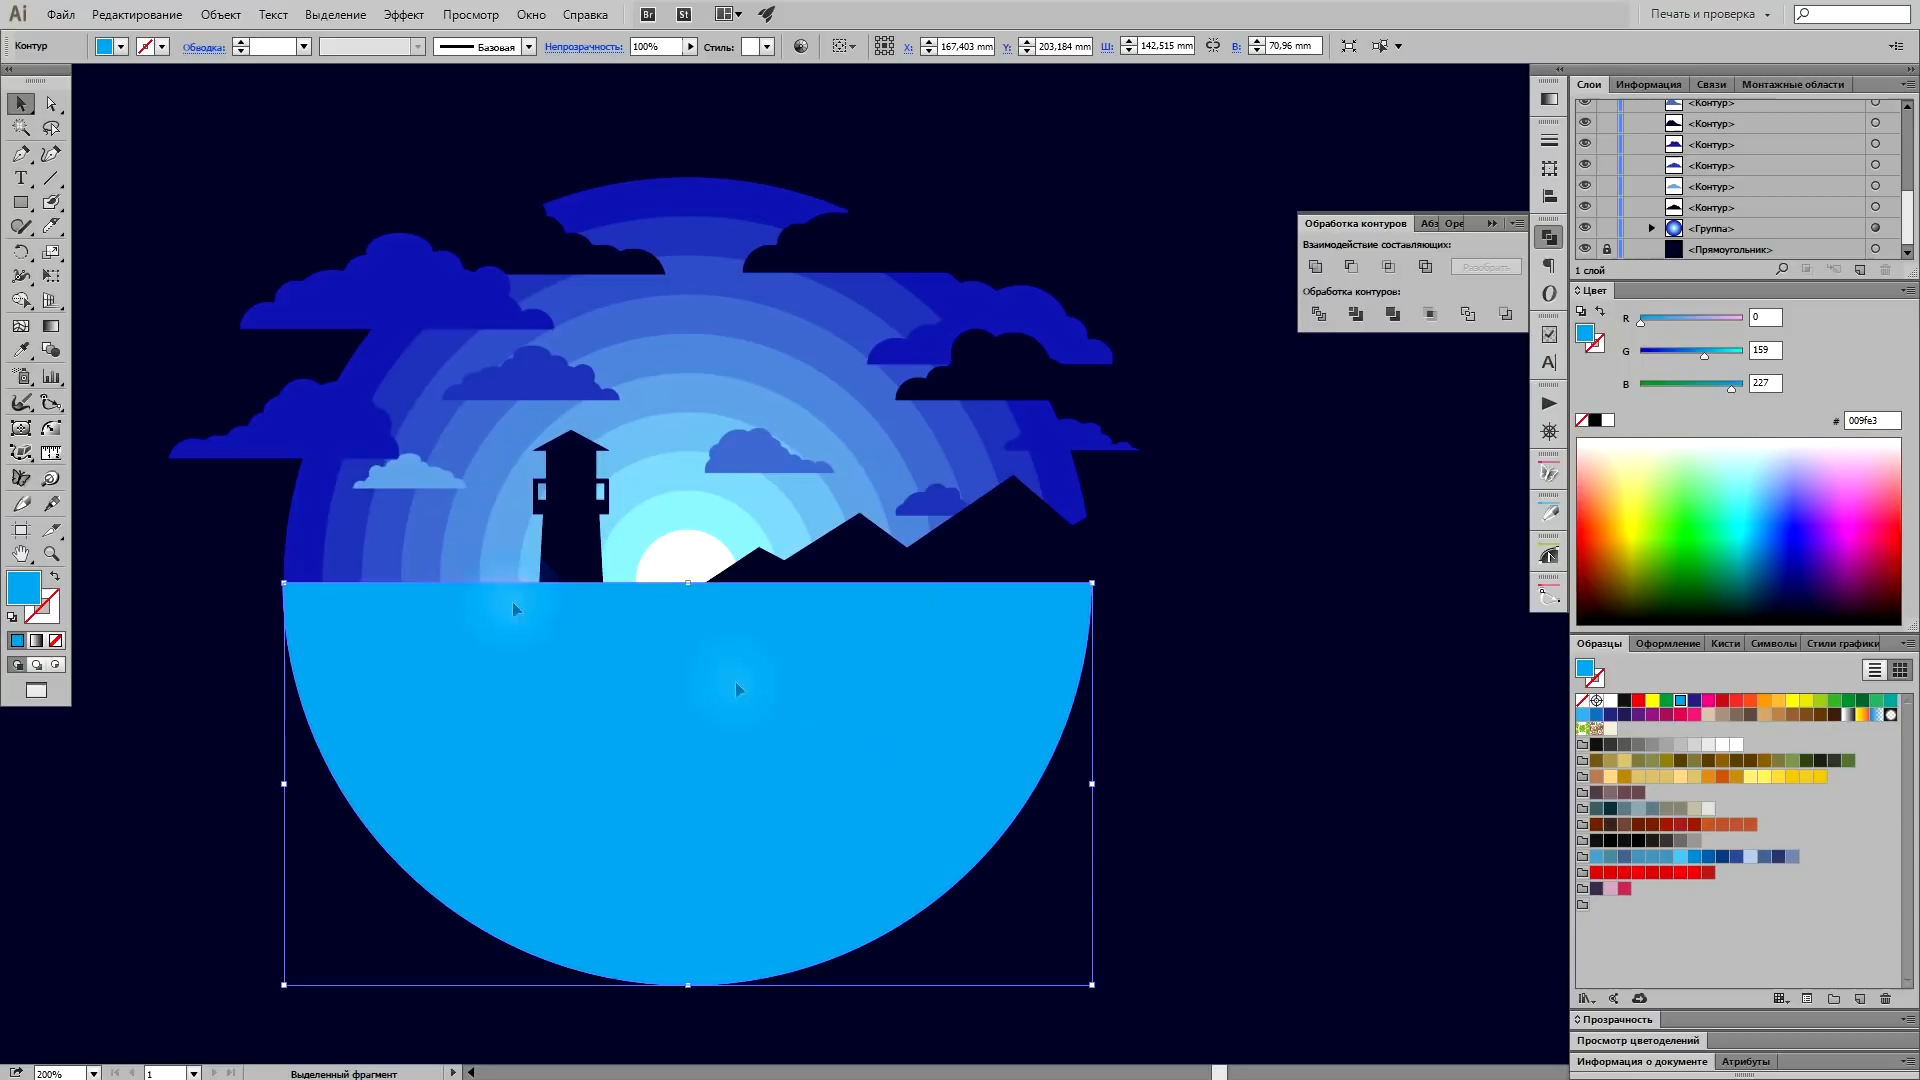 Ai Файл Редактирование Объект Текст Выделение Эффект Просмотр Окно Справка Br St Печать и проверка
Контур Обводка: Базовая Непрозрачность: 100% Стиль: X: 167,403 mm Y: 203,184 mm Ш: 142,515 mm В: 70,96 mm
Слои Информация Связи Монтажные области
<Контур>
<Контур>
<Контур>
<Контур>
<Контур>
<Контур>
<Группа>
<Прямоугольник>
1 слой
Обработка контуров
Взаимодействие составляющих:
Разобрать
Обработка контуров:
Цвет
R 0
G 159
B 227
# 009fe3
Образцы Оформление Кисти Символы Стили графики
Прозрачность
Просмотр цветоделений
Информация о документе Атрибуты
200% 1 Выделенный фрагмент